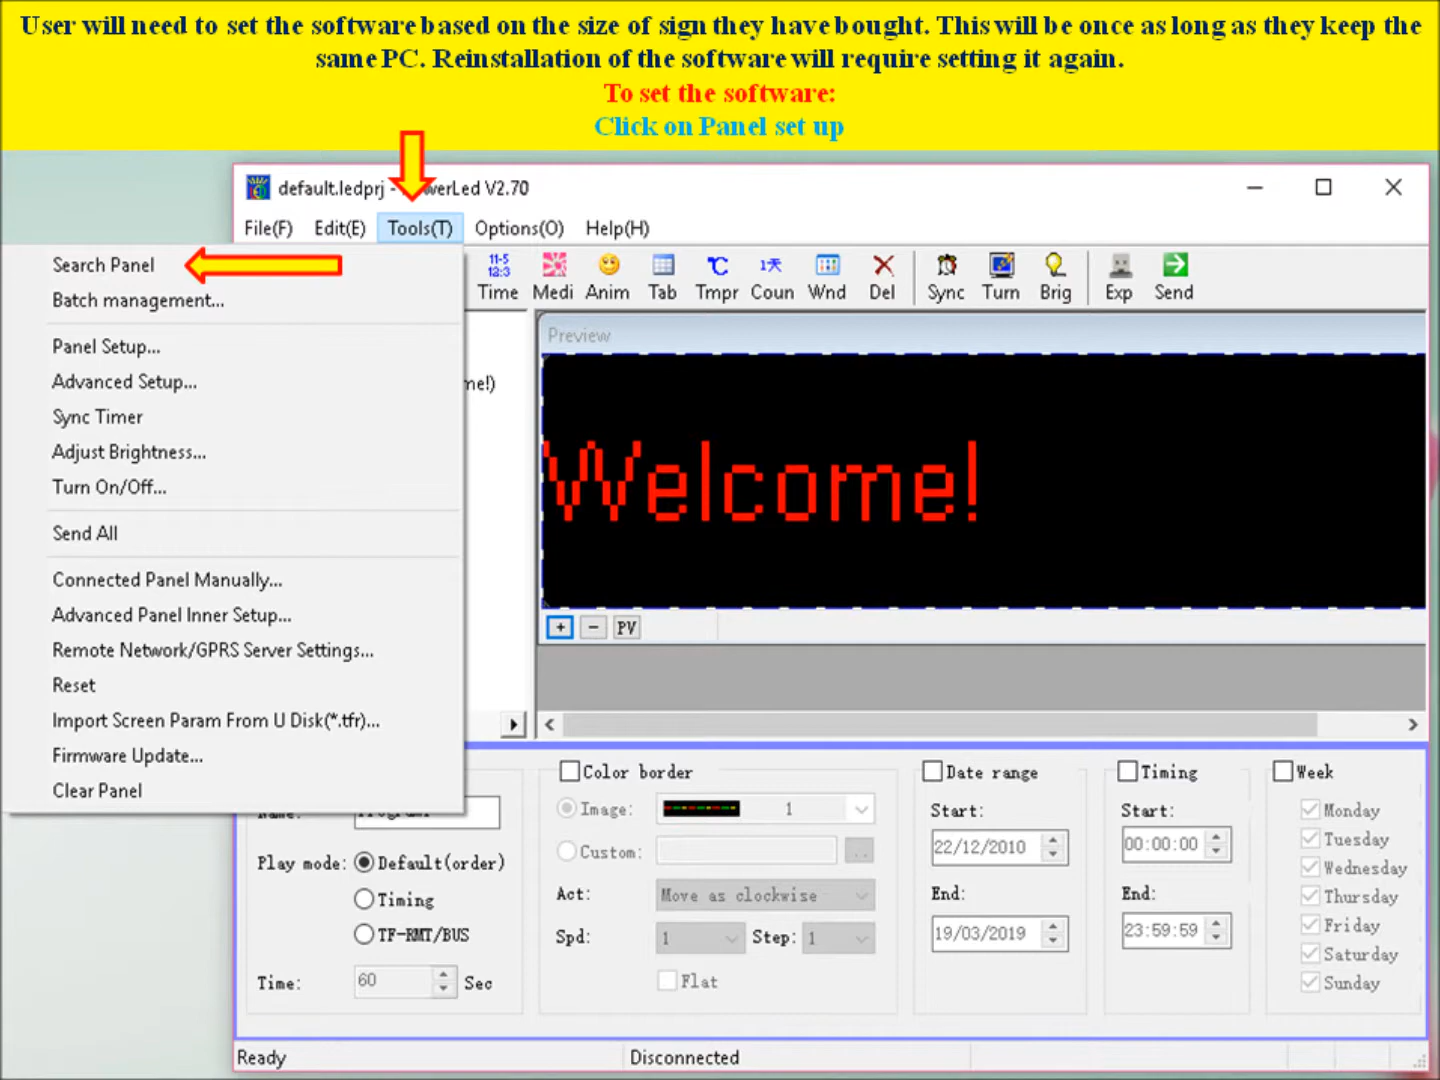 User will need to set the software based on the size of sign they have bought. This will be once as long as they keep the
same PC. Reinstallation of the software will require setting it again.
To set the software:
Click on Panel set up
default.ledprj - werLed V2.70
File(F) Edit(E) Tools(T) Options(O) Help(H)
Search Panel
Batch management...
Panel Setup...
Advanced Setup...
Sync Timer
Adjust Brightness...
Turn On/Off...
Send All
Connected Panel Manually...
Advanced Panel Inner Setup...
Remote Network/GPRS Server Settings...
Reset
Import Screen Param From U Disk(*.tfr)...
Firmware Update...
Clear Panel
11-5
12:3
℃ 1天
Time Medi Anim Tab Tmpr Coun Wnd Del Sync Turn Brig Exp Send
me!)
Preview
Welcome!
+ - PV
Name:
Play mode: Default(order)
Timing
TF-RMT/BUS
Time: 60 Sec
Color border
Image: 1
Custom: ..
Act: Move as clockwise
Spd: 1 Step: 1
Flat
Date range
Start:
22/12/2010
End:
19/03/2019
Timing
Start:
00:00:00
End:
23:59:59
Week
Monday
Tuesday
Wednesday
Thursday
Friday
Saturday
Sunday
Ready Disconnected